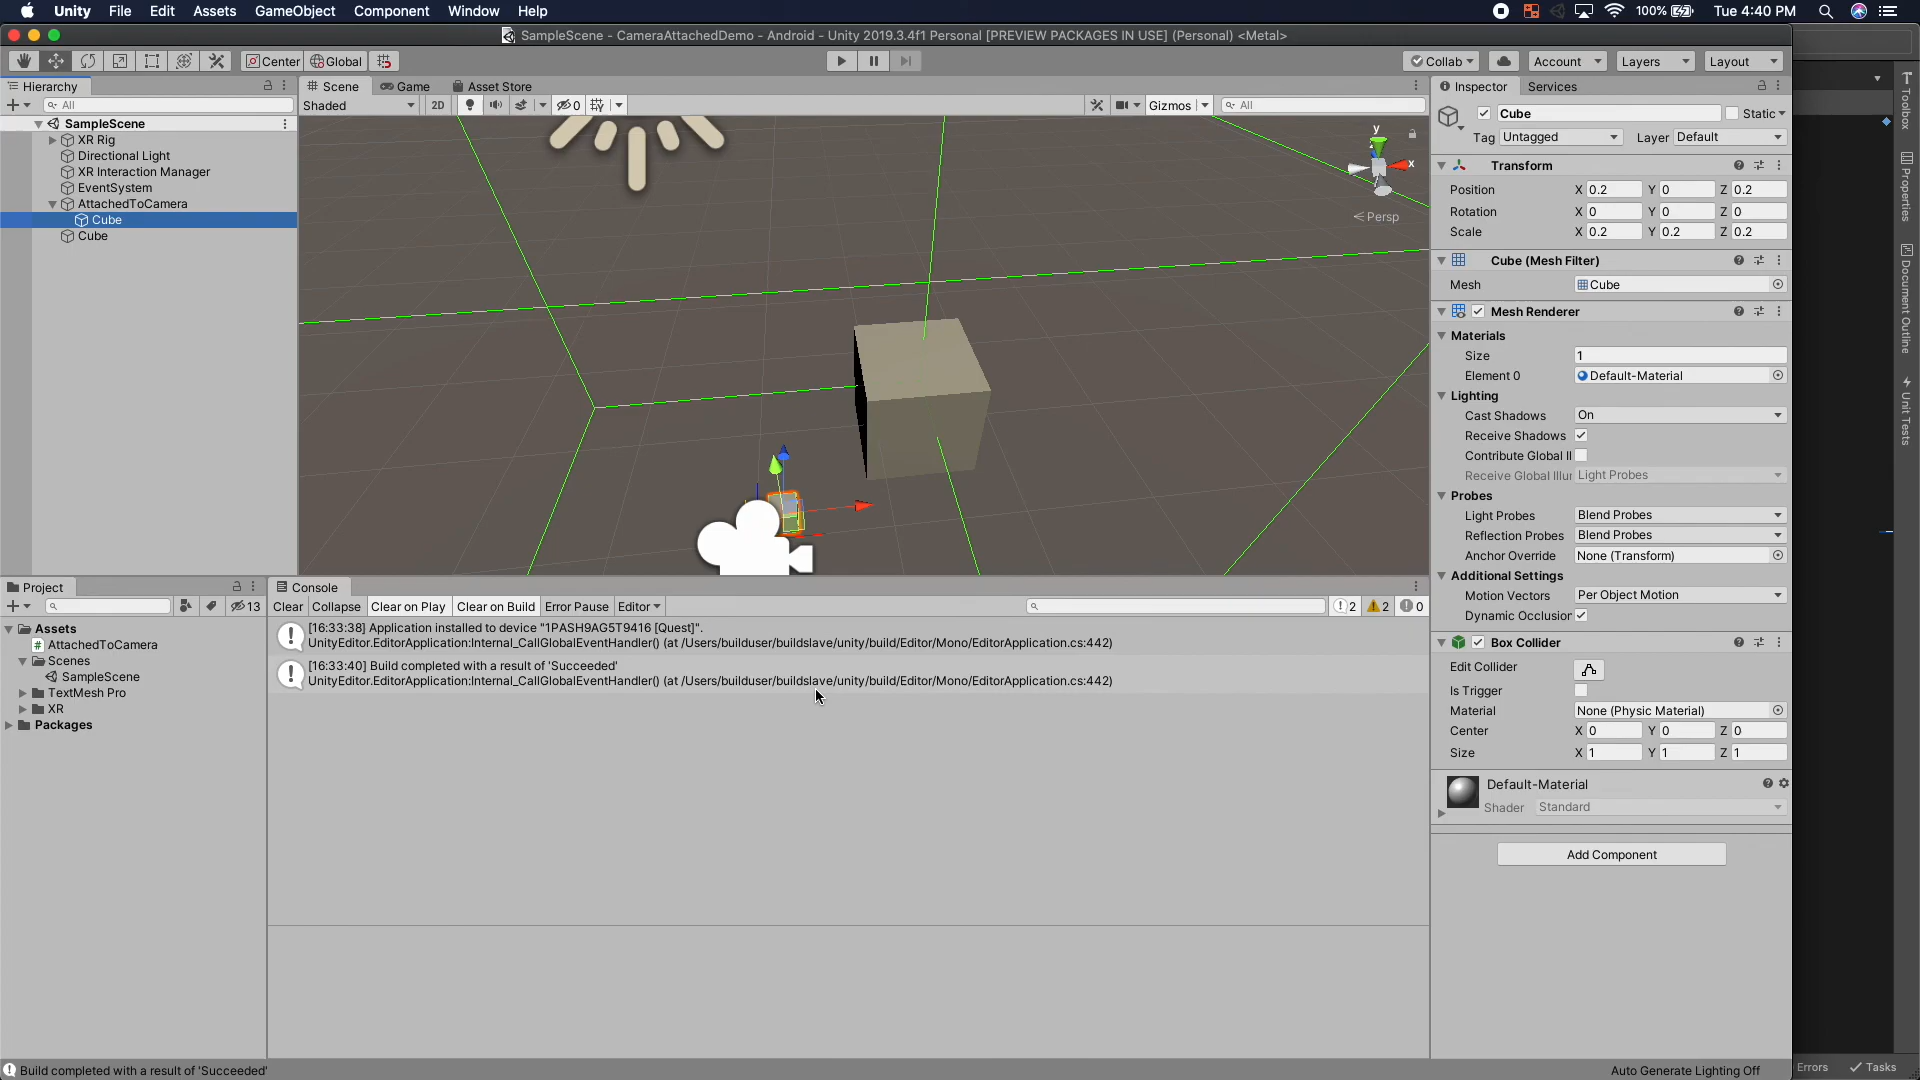 Unity File Edit Assets GameObject Component Window Help 100% Tue 4:40 PM
SampleScene - CameraAttachedDemo - Android - Unity 2019.3.4f1 Personal [PREVIEW PACKAGES IN USE] (Personal) <Metal>
Center Global Collab Account Layers Layout
Hierarchy
All
SampleScene
XR Rig
Directional Light
XR Interaction Manager
EventSystem
AttachedToCamera
Cube
Cube
Scene Game Asset Store
Shaded 2D 0 Gizmos All
y
x
Persp
Inspector Services
Cube Static
Tag Untagged Layer Default
Transform
Position X 0.2 Y 0 Z 0.2
Rotation X 0 Y 0 Z 0
Scale X 0.2 Y 0.2 Z 0.2
Cube (Mesh Filter)
Mesh Cube
Mesh Renderer
Materials
Size 1
Element 0 Default-Material
Lighting
Cast Shadows On
Receive Shadows
Contribute Global Il
Receive Global Illur Light Probes
Probes
Light Probes Blend Probes
Reflection Probes Blend Probes
Anchor Override None (Transform)
Additional Settings
Motion Vectors Per Object Motion
Dynamic Occlusion
Box Collider
Edit Collider
Is Trigger
Material None (Physic Material)
Center X 0 Y 0 Z 0
Size X 1 Y 1 Z 1
Default-Material
Shader Standard
Add Component
Project
13
Assets
AttachedToCamera
Scenes
SampleScene
TextMesh Pro
XR
Packages
Console
Clear Collapse Clear on Play Clear on Build Error Pause Editor 2 2 0
[16:33:38] Application installed to device "1PASH9AG5T9416 [Quest]".
UnityEditor.EditorApplication:Internal_CallGlobalEventHandler() (at /Users/builduser/buildslave/unity/build/Editor/Mono/EditorApplication.cs:442)
[16:33:40] Build completed with a result of 'Succeeded'
UnityEditor.EditorApplication:Internal_CallGlobalEventHandler() (at /Users/builduser/buildslave/unity/build/Editor/Mono/EditorApplication.cs:442)
Toolbox
Properties
Document Outline
Unit Tests
Build completed with a result of 'Succeeded' Auto Generate Lighting Off Errors Tasks